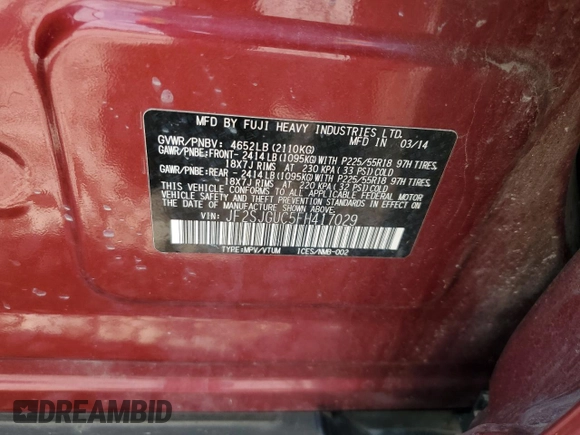 MFD BY FUJI HEAVY INDUSTRIES LTD.
MFD IN 03/14
GVWR/PNBV: 4652LB (2110KG)
GAWR/PNBE:FRONT- 2414LB (1095KG) WITH P225/55R18 97H TIRES,
18X7J RIMS AT 230 KPA ( 33 PSI) COLD
GAWR/PNBE:REAR - 2414LB (1095KG) WITH P225/55R18 97H TIRES,
18X7J RIMS AT 220 KPA ( 32 PSI) COLD
THIS VEHICLE CONFORMS TO ALL APPLICABLE FEDERAL MOTOR
VEHICLE SAFETY AND THEFT PREVENTION STANDARDS IN
EFFECT ON THE DATE OF MANUFACTURE SHOWN ABOVE.
VIN: JF2SJGUC5FH417029
TYPE:MPV/VTUM ICES/NMB-002
DREAMBID